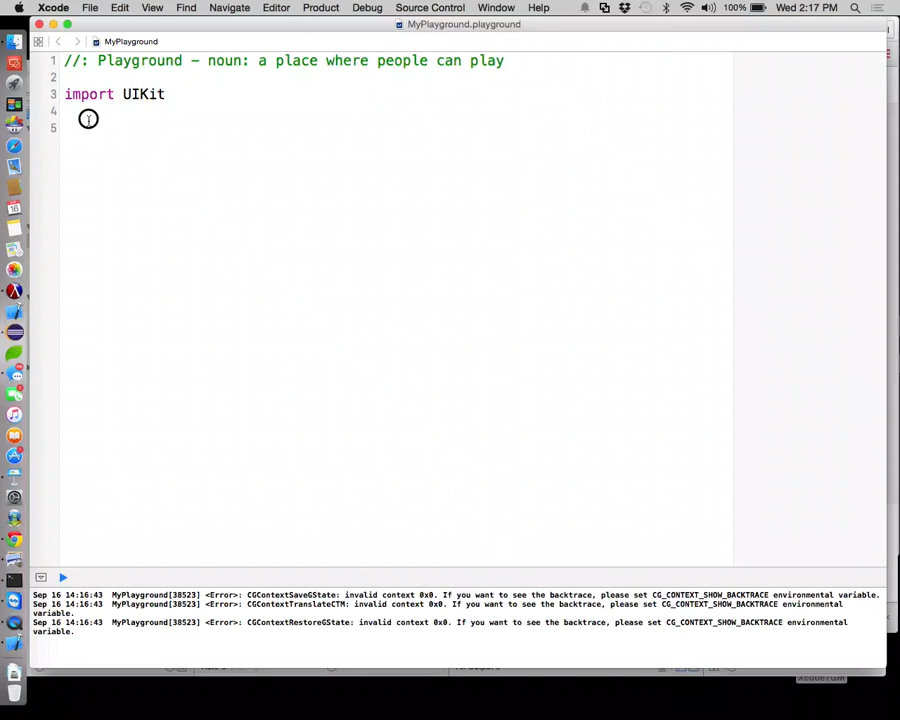 Xcode File Edit View Find Navigate Editor Product Debug Source Control Window Help 100% Wed 2:17 PM
MyPlayground.playground
MyPlayground
1 //: Playground – noun: a place where people can play
2
3 import UIKit
4
5
Sep 16 14:16:43 MyPlayground[38523] <Error>: CGContextSaveGState: invalid context 0x0. If you want to see the backtrace, please set CG_CONTEXT_SHOW_BACKTRACE environmental variable.
Sep 16 14:16:43 MyPlayground[38523] <Error>: CGContextTranslateCTM: invalid context 0x0. If you want to see the backtrace, please set CG_CONTEXT_SHOW_BACKTRACE environmental
variable.
Sep 16 14:16:43 MyPlayground[38523] <Error>: CGContextRestoreGState: invalid context 0x0. If you want to see the backtrace, please set CG_CONTEXT_SHOW_BACKTRACE environmental
variable.